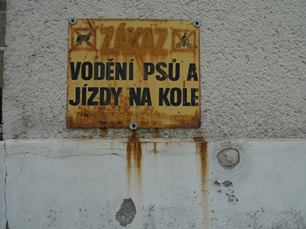 ZÁKAZ
VODĚNÍ PSŮ A
JÍZDY NA KOLE